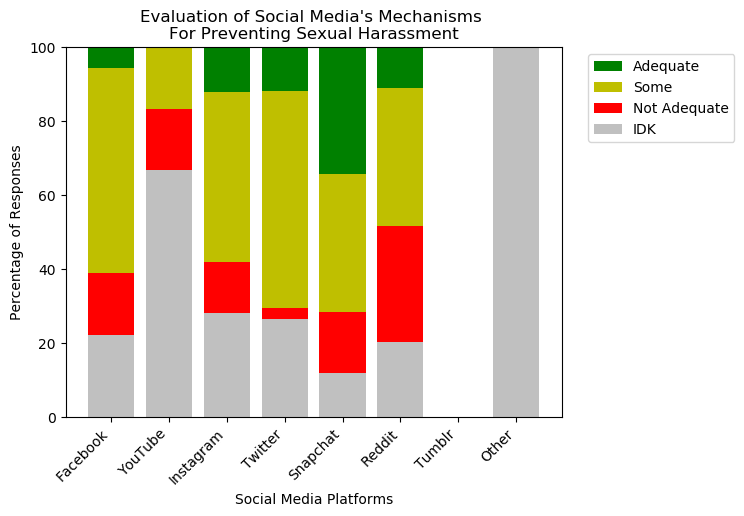 Evaluation of Social Media's Mechanisms
For Preventing Sexual Harassment
Percentage of Responses
100
80
60
40
20
0
Facebook
YouTube
Instagram
Twitter
Snapchat
Reddit
Tumblr
Other
Social Media Platforms
Adequate
Some
Not Adequate
IDK